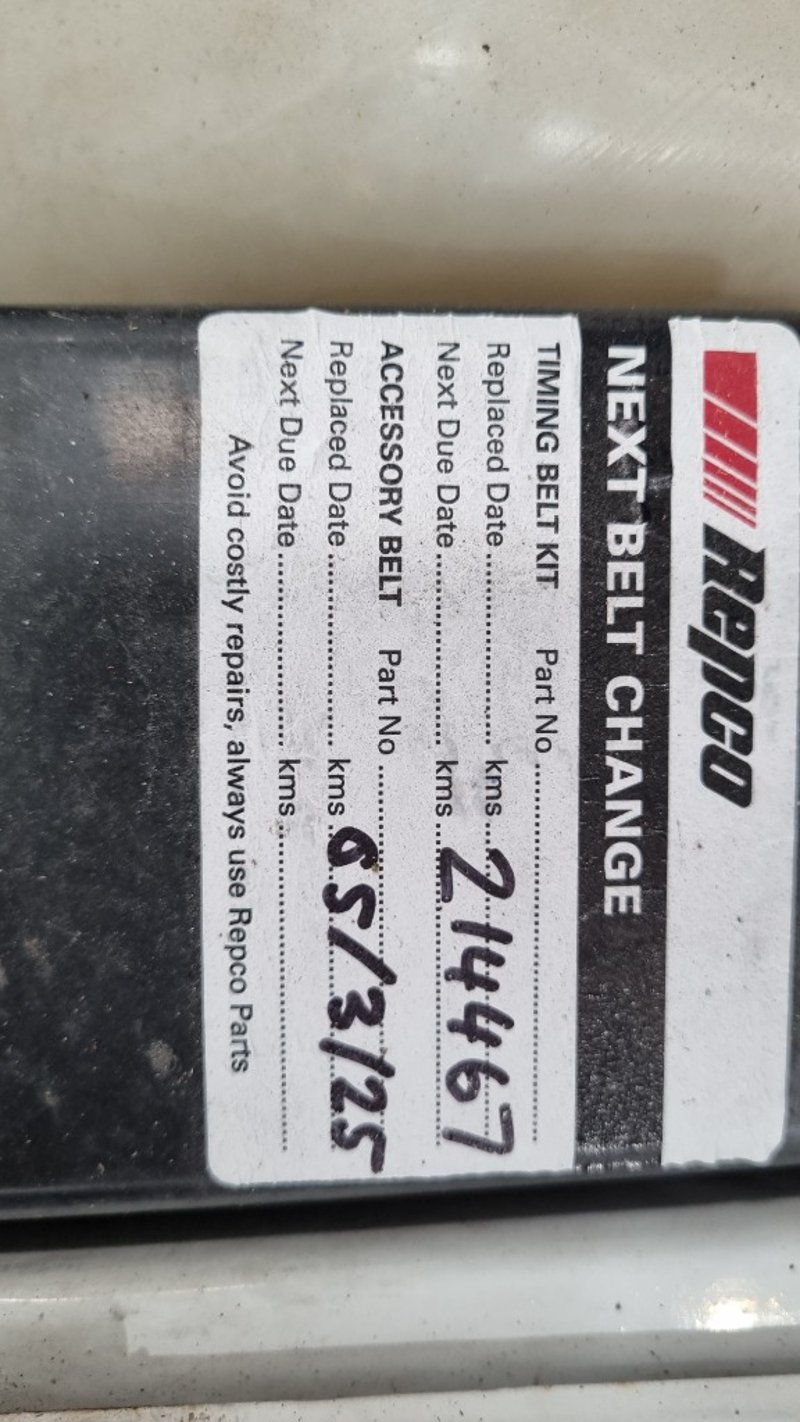 Repco
NEXT BELT CHANGE
TIMING BELT KIT Part No ........................
Replaced Date ........................ kms ........................
Next Due Date ........................ kms ........................
214467
ACCESSORY BELT Part No ........................
Replaced Date ........................ kms ........................
05/3/25
Next Due Date ........................ kms ........................
Avoid costly repairs, always use Repco Parts